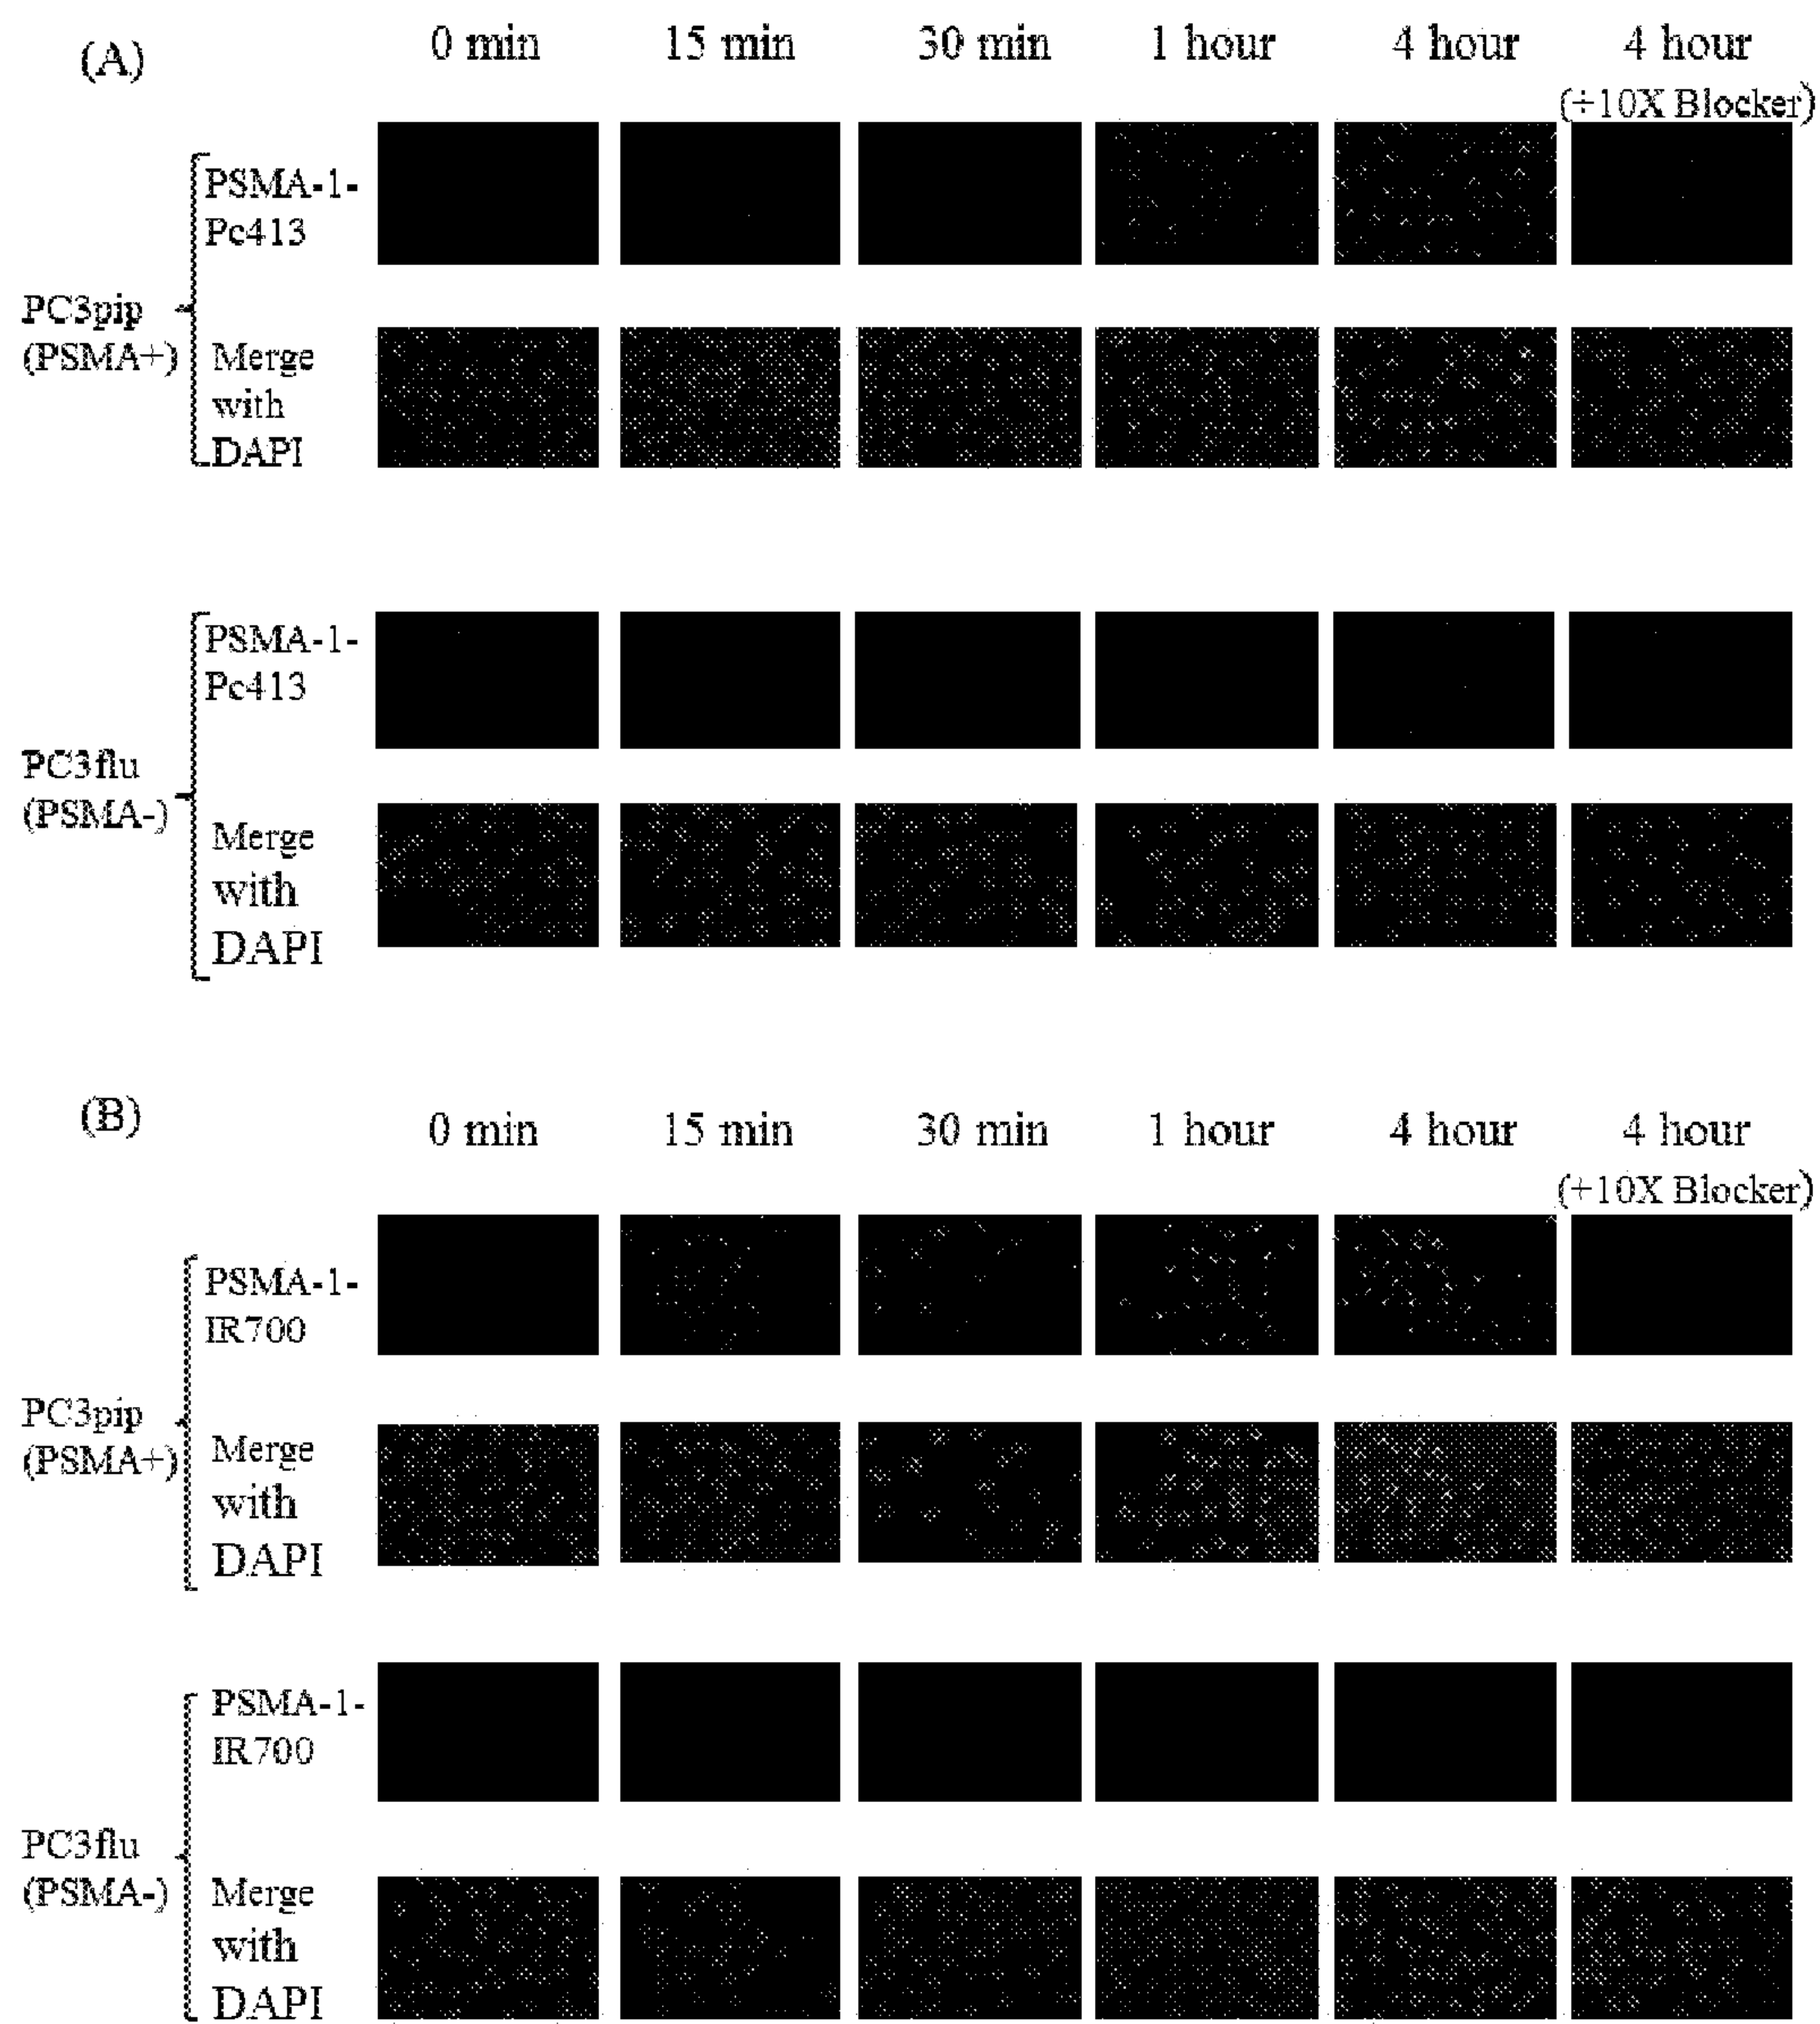 (A)
0 min 15 min 30 min 1 hour 4 hour 4 hour
(+10X Blocker)
PSMA-1-
Pc413
PC3pip
(PSMA+)
Merge
with
DAPI
PSMA-1-
Pc413
PC3flu
(PSMA-)
Merge
with
DAPI
(B)
0 min 15 min 30 min 1 hour 4 hour 4 hour
(+10X Blocker)
PSMA-1-
IR700
PC3pip
(PSMA+)
Merge
with
DAPI
PSMA-1-
IR700
PC3flu
(PSMA-)
Merge
with
DAPI